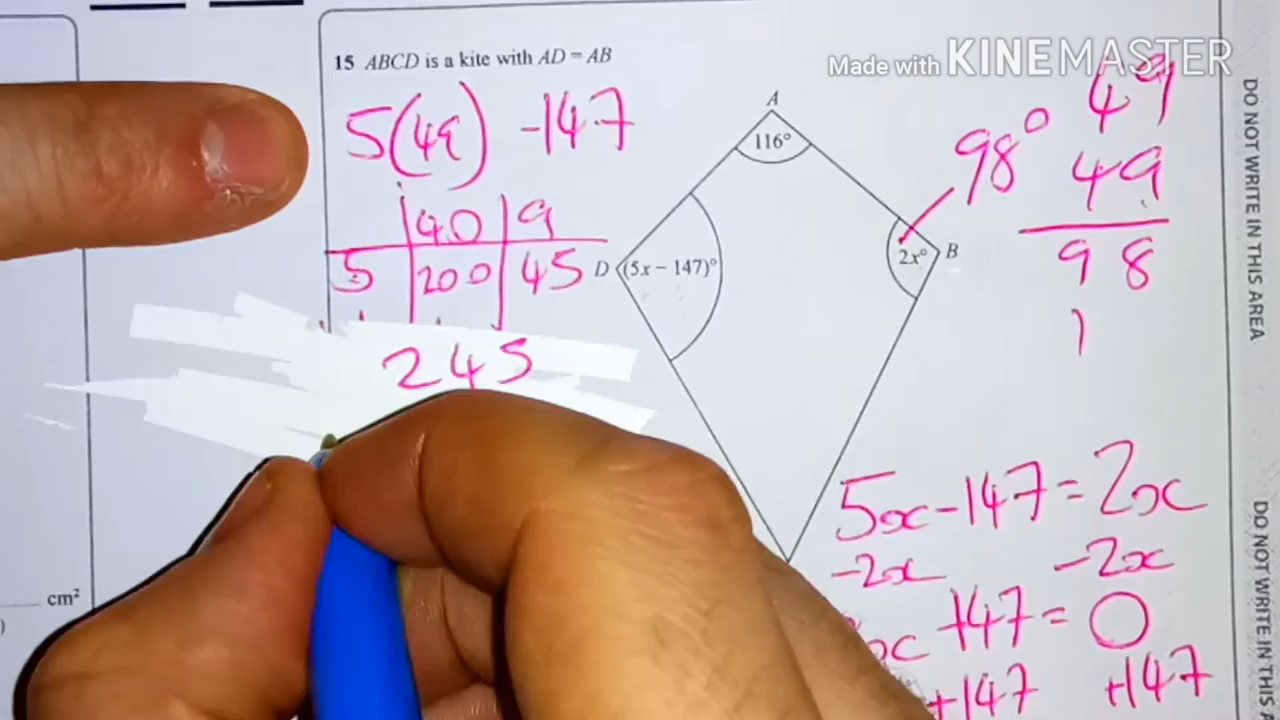 15 ABCD is a kite with AD = AB
Made with KINEMASTER
5(49) -147
40 9
5 200 45
245
A
116°
98° 49
49
98
1
D (5x − 147)°
2x° B
5x-147=2x
-2x -2x
147= 0
+147 +147
cm²
)
DO NOT WRITE IN THIS AREA
DO NOT WRITE IN THIS